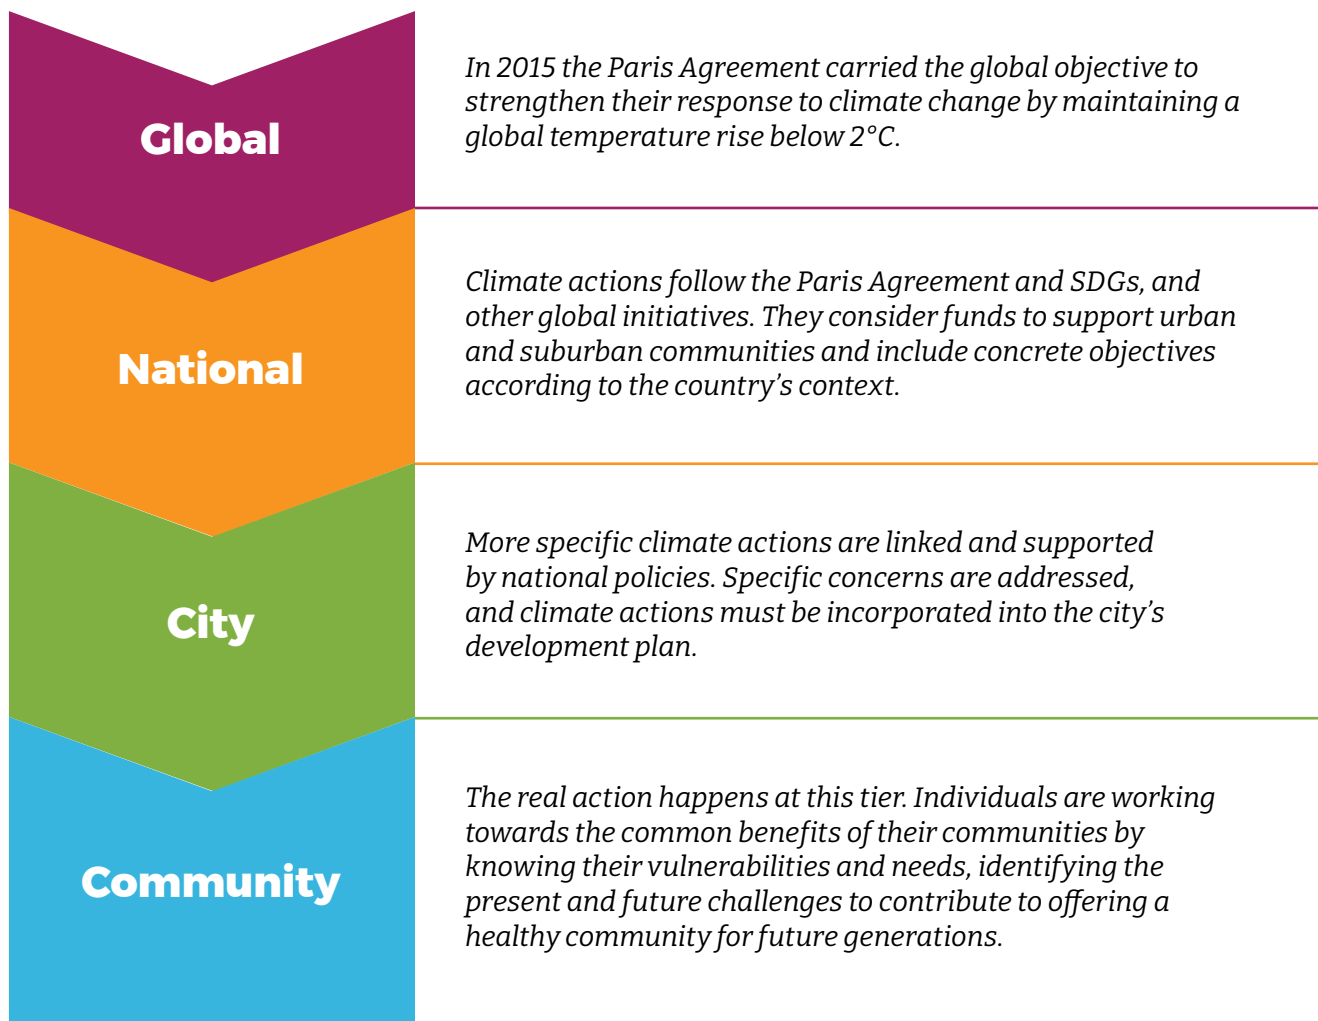 Global
In 2015 the Paris Agreement carried the global objective to
strengthen their response to climate change by maintaining a
global temperature rise below 2°C.
National
Climate actions follow the Paris Agreement and SDGs, and
other global initiatives. They consider funds to support urban
and suburban communities and include concrete objectives
according to the country’s context.
City
More specific climate actions are linked and supported
by national policies. Specific concerns are addressed,
and climate actions must be incorporated into the city’s
development plan.
Community
The real action happens at this tier. Individuals are working
towards the common benefits of their communities by
knowing their vulnerabilities and needs, identifying the
present and future challenges to contribute to offering a
healthy community for future generations.